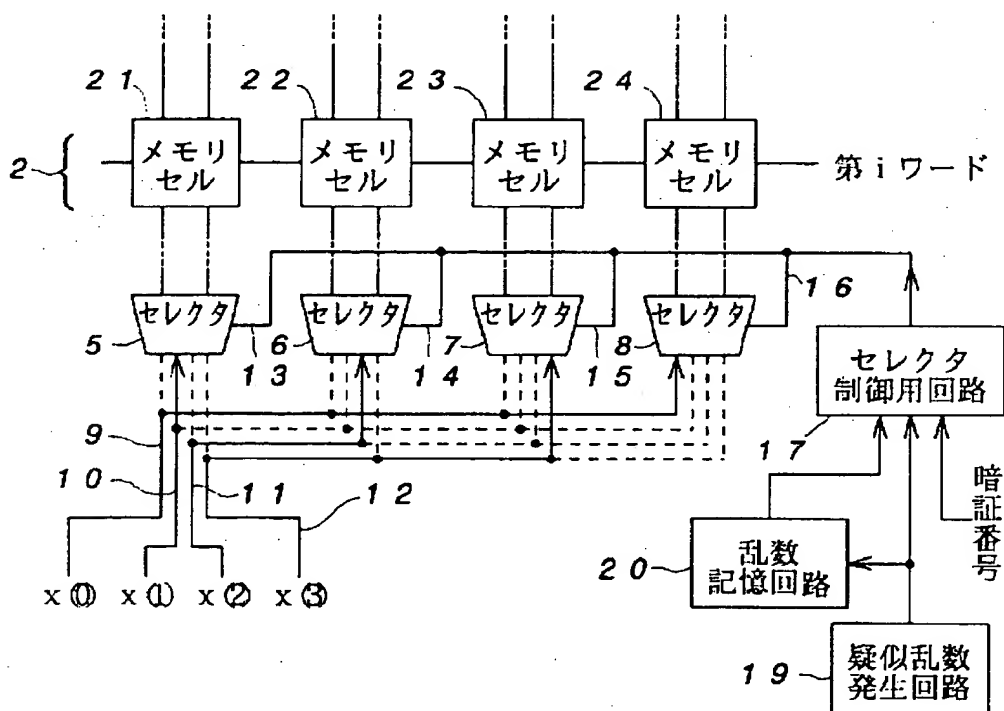 21 22 23 24
2
メモリ
セル
メモリ
セル
メモリ
セル
メモリ
セル
第iワード
セレクタ
セレクタ
セレクタ
セレクタ
5 6 7 8
13 14 15 16
セレクタ
制御用回路
17
9
10
11
12
暗証番号
乱数
記憶回路
20
x(0) x(1) x(2) x(3)
疑似乱数
発生回路
19